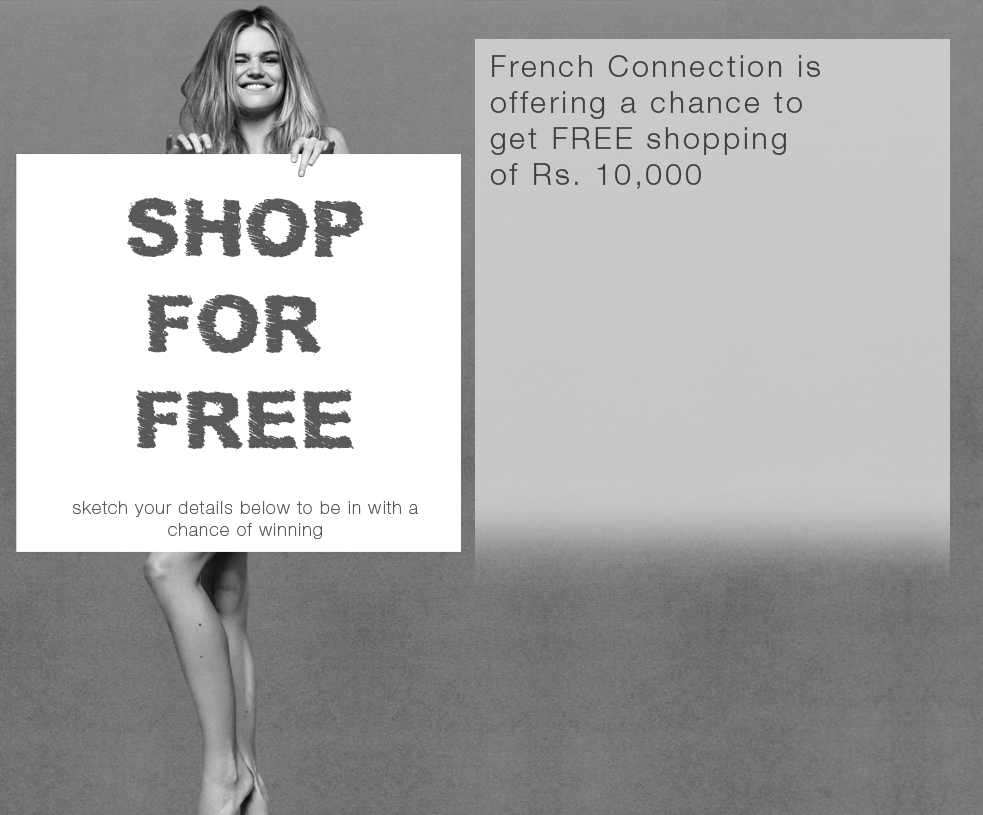 SHOP
FOR
FREE
sketch your details below to be in with a
chance of winning
French Connection is
offering a chance to
get FREE shopping
of Rs. 10,000